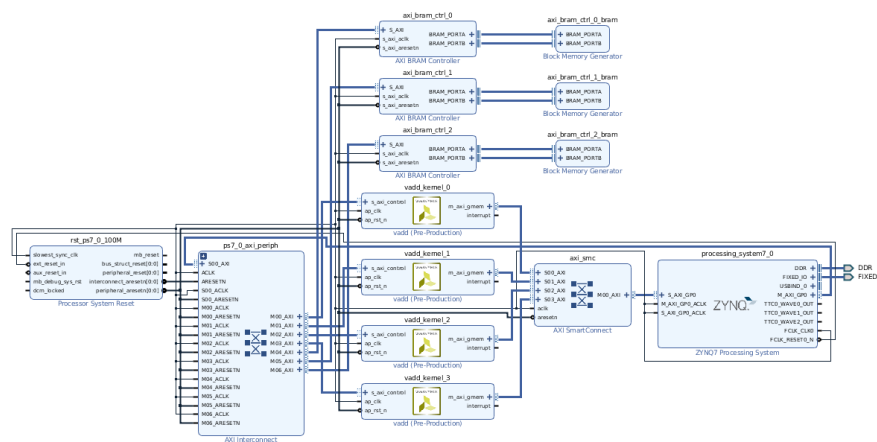 axi_bram_ctrl_0
S_AXI
s_axi_aclk
s_axi_aresetn
BRAM_PORTA
BRAM_PORTB
AXI BRAM Controller
axi_bram_ctrl_0_bram
BRAM_PORTA
BRAM_PORTB
Block Memory Generator
axi_bram_ctrl_1
S_AXI
s_axi_aclk
s_axi_aresetn
BRAM_PORTA
BRAM_PORTB
AXI BRAM Controller
axi_bram_ctrl_1_bram
BRAM_PORTA
BRAM_PORTB
Block Memory Generator
axi_bram_ctrl_2
S_AXI
s_axi_aclk
s_axi_aresetn
BRAM_PORTA
BRAM_PORTB
AXI BRAM Controller
axi_bram_ctrl_2_bram
BRAM_PORTA
BRAM_PORTB
Block Memory Generator
vadd_kernel_0
s_axi_control
ap_clk
ap_rst_n
m_axi_gmem
interrupt
vadd (Pre-Production)
rst_ps7_0_100M
slowest_sync_clk
ext_reset_in
aux_reset_in
mb_debug_sys_rst
dcm_locked
mb_reset
bus_struct_reset[0:0]
peripheral_reset[0:0]
interconnect_aresetn[0:0]
peripheral_aresetn[0:0]
Processor System Reset
ps7_0_axi_periph
S00_AXI
ACLK
ARESETN
S00_ACLK
S00_ARESETN
M00_ACLK
M00_ARESETN
M01_ACLK
M01_ARESETN
M02_ACLK
M02_ARESETN
M03_ACLK
M03_ARESETN
M04_ACLK
M04_ARESETN
M05_ACLK
M05_ARESETN
M06_ACLK
M06_ARESETN
M00_AXI
M01_AXI
M02_AXI
M03_AXI
M04_AXI
M05_AXI
M06_AXI
AXI Interconnect
vadd_kernel_1
s_axi_control
ap_clk
ap_rst_n
m_axi_gmem
interrupt
vadd (Pre-Production)
vadd_kernel_2
s_axi_control
ap_clk
ap_rst_n
m_axi_gmem
interrupt
vadd (Pre-Production)
vadd_kernel_3
s_axi_control
ap_clk
ap_rst_n
m_axi_gmem
interrupt
vadd (Pre-Production)
axi_smc
S00_AXI
S01_AXI
S02_AXI
S03_AXI
aclk
aresetn
M00_AXI
AXI SmartConnect
processing_system7_0
S_AXI_GP0
M_AXI_GP0_ACLK
S_AXI_GP0_ACLK
ZYNQ
DDR
FIXED_IO
USBIND_0
M_AXI_GP0
TTC0_WAVE0_OUT
TTC0_WAVE1_OUT
TTC0_WAVE2_OUT
FCLK_CLK0
FCLK_RESET0_N
ZYNQ7 Processing System
DDR
FIXED